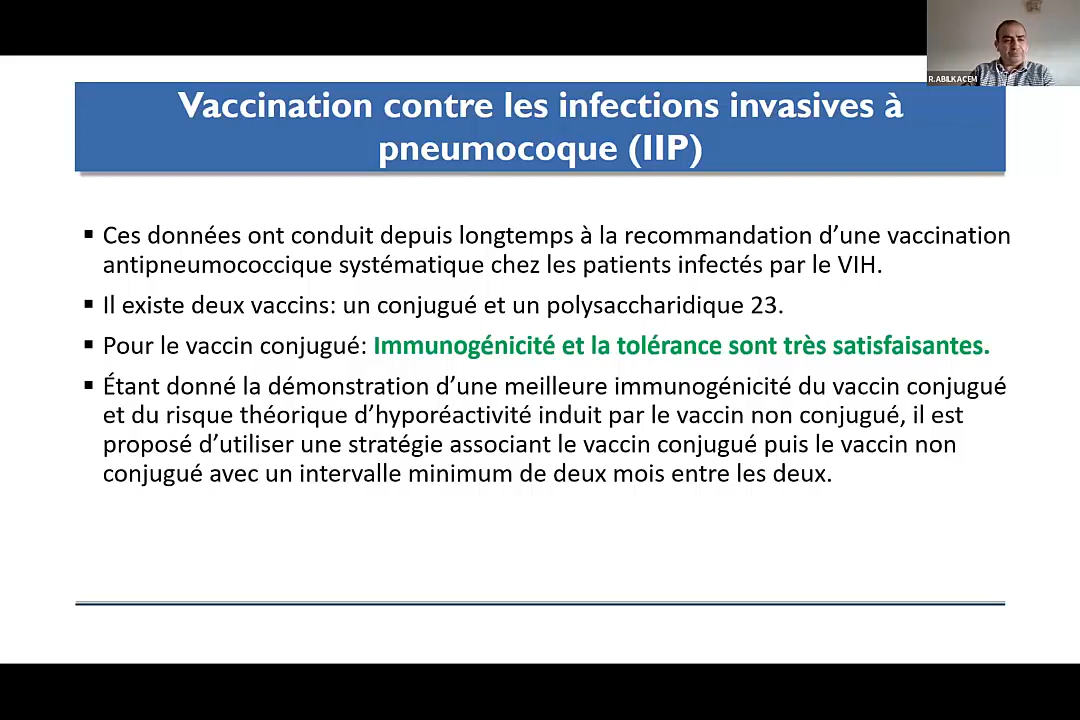 R.ABILKACEM
Vaccination contre les infections invasives à
pneumocoque (IIP)
▪ Ces données ont conduit depuis longtemps à la recommandation d’une vaccination
antipneumococcique systématique chez les patients infectés par le VIH.
▪ Il existe deux vaccins: un conjugué et un polysaccharidique 23.
▪ Pour le vaccin conjugué: Immunogénicité et la tolérance sont très satisfaisantes.
▪ Étant donné la démonstration d’une meilleure immunogénicité du vaccin conjugué
et du risque théorique d’hyporéactivité induit par le vaccin non conjugué, il est
proposé d’utiliser une stratégie associant le vaccin conjugué puis le vaccin non
conjugué avec un intervalle minimum de deux mois entre les deux.